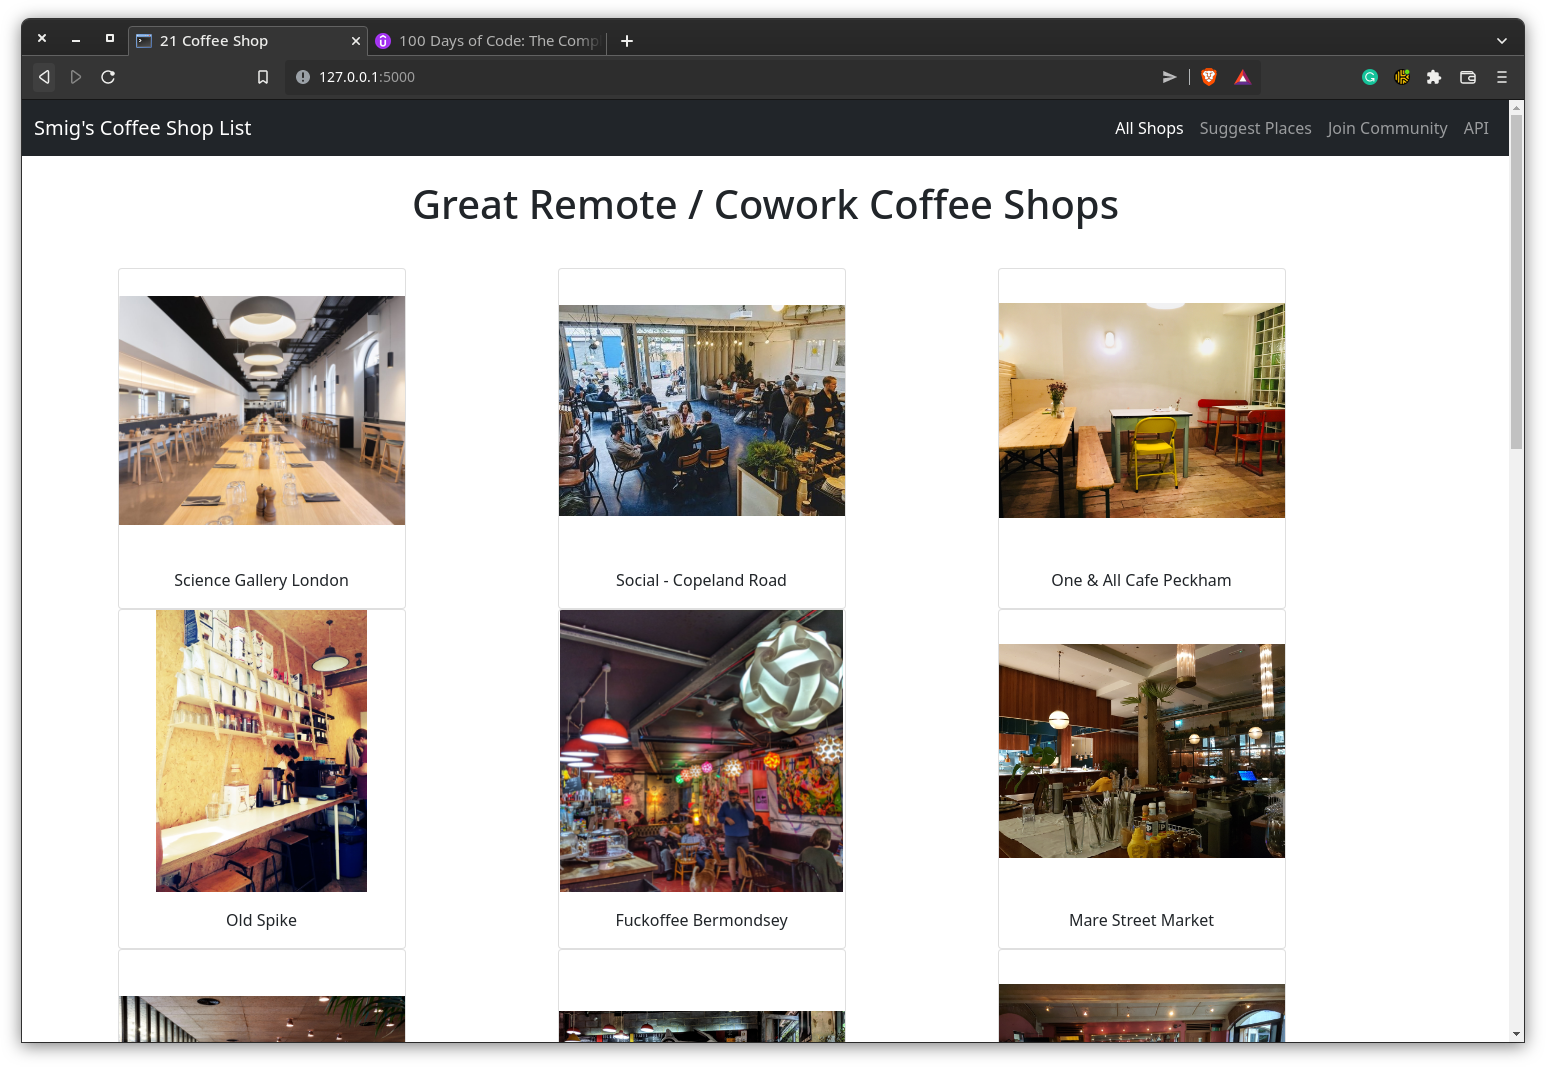 21 Coffee Shop
100 Days of Code: The Comp
127.0.0.1:5000
Smig's Coffee Shop List
All Shops
Suggest Places
Join Community
API
Great Remote / Cowork Coffee Shops
Science Gallery London
Social - Copeland Road
One & All Cafe Peckham
Old Spike
Fuckoffee Bermondsey
Mare Street Market